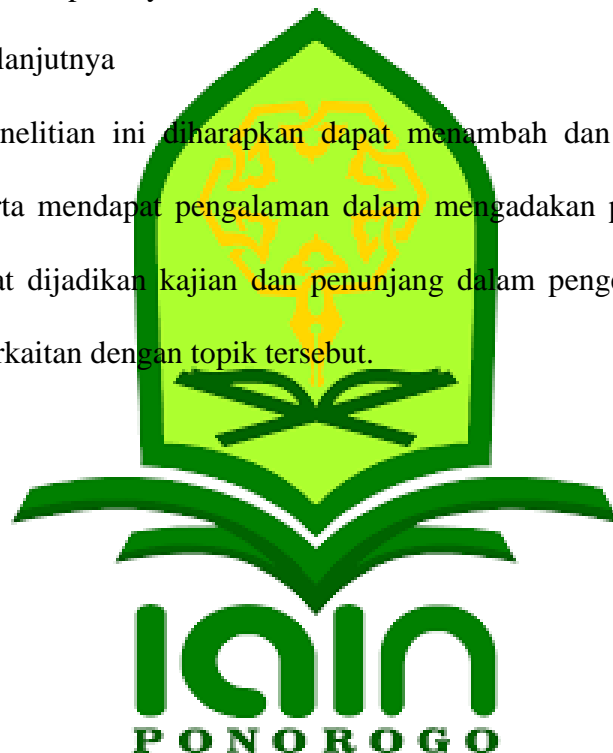 lanjutnya
nelitian ini diharapkan dapat menambah dan
rta mendapat pengalaman dalam mengadakan p
at dijadikan kajian dan penunjang dalam penge
rkaitan dengan topik tersebut.
iain
PONOROGO